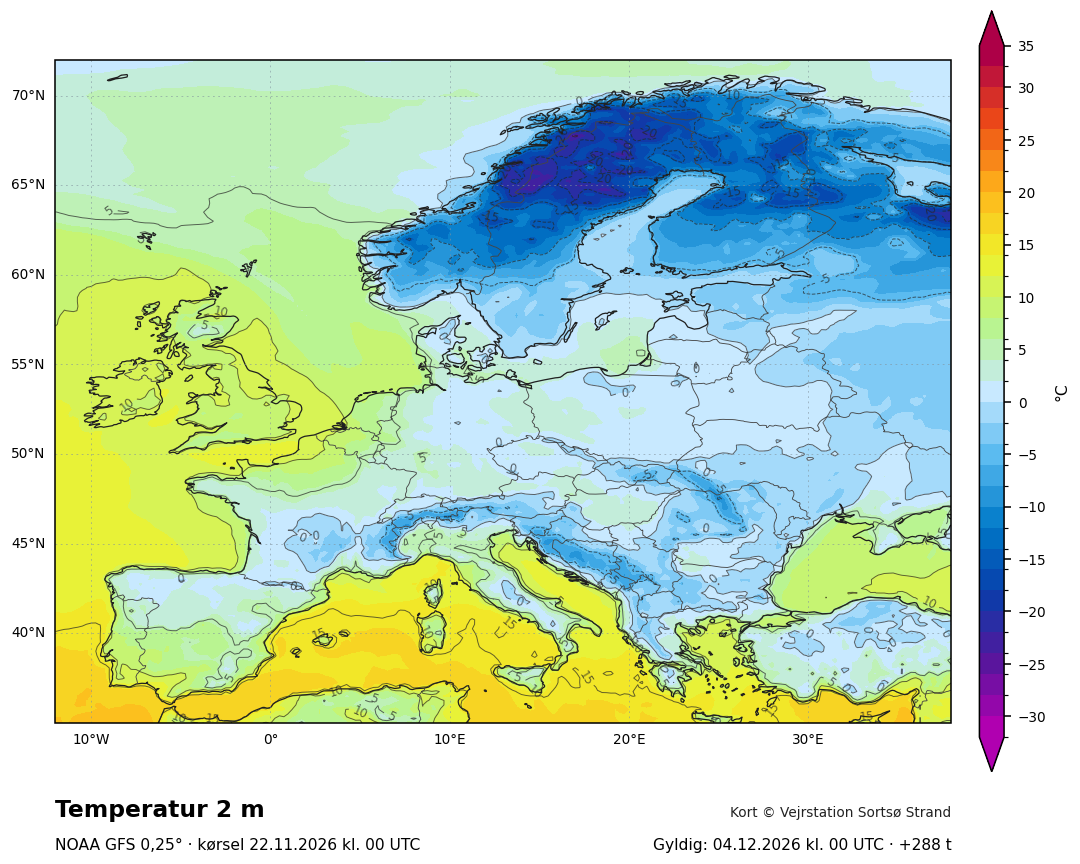 70°N
65°N
60°N
55°N
50°N
45°N
40°N
10°W
0°
10°E
20°E
30°E
35
30
25
20
15
10
5
0
−5
−10
−15
−20
−25
−30
°C
Temperatur 2 m
Kort © Vejrstation Sortsø Strand
NOAA GFS 0,25° · kørsel 22.11.2026 kl. 00 UTC
Gyldig: 04.12.2026 kl. 00 UTC · +288 t